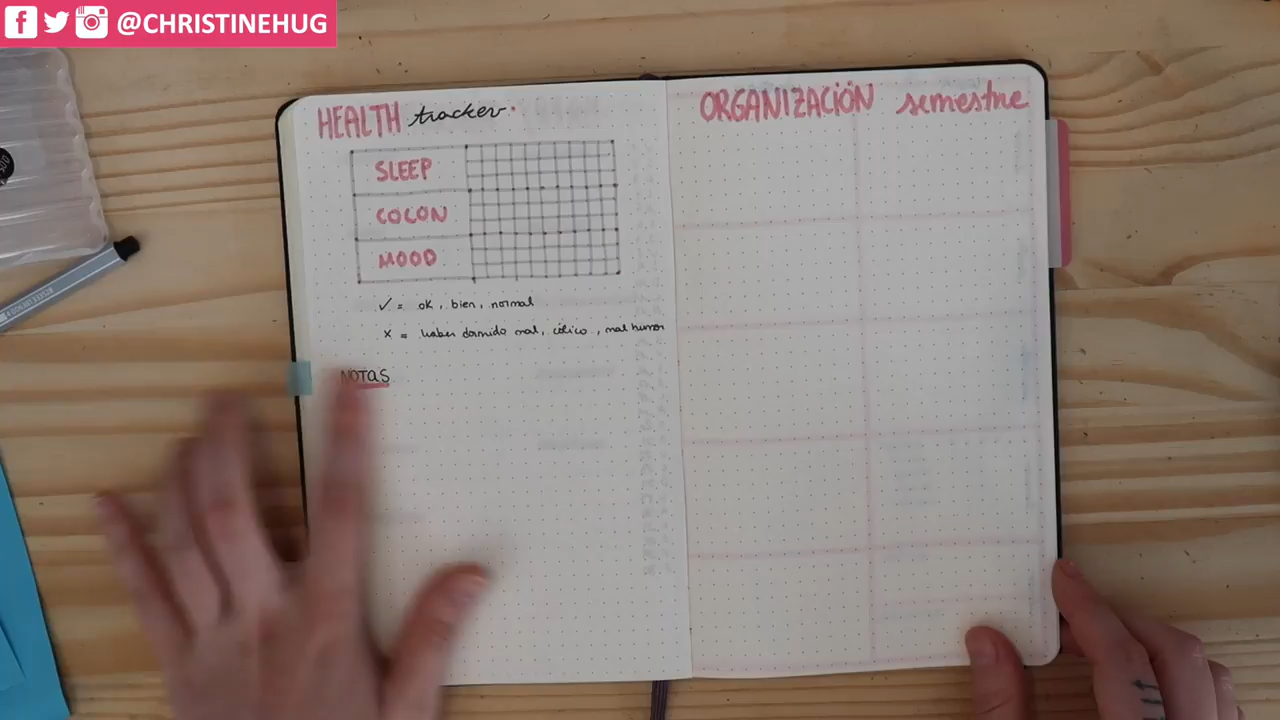 @CHRISTINEHUG
HEALTH tracker.
SLEEP
COLON
MOOD
✓ = ok, bien, normal
x = haber dormido mal, cólico, mal humor
NOTAS
ORGANIZACIÓN semestre